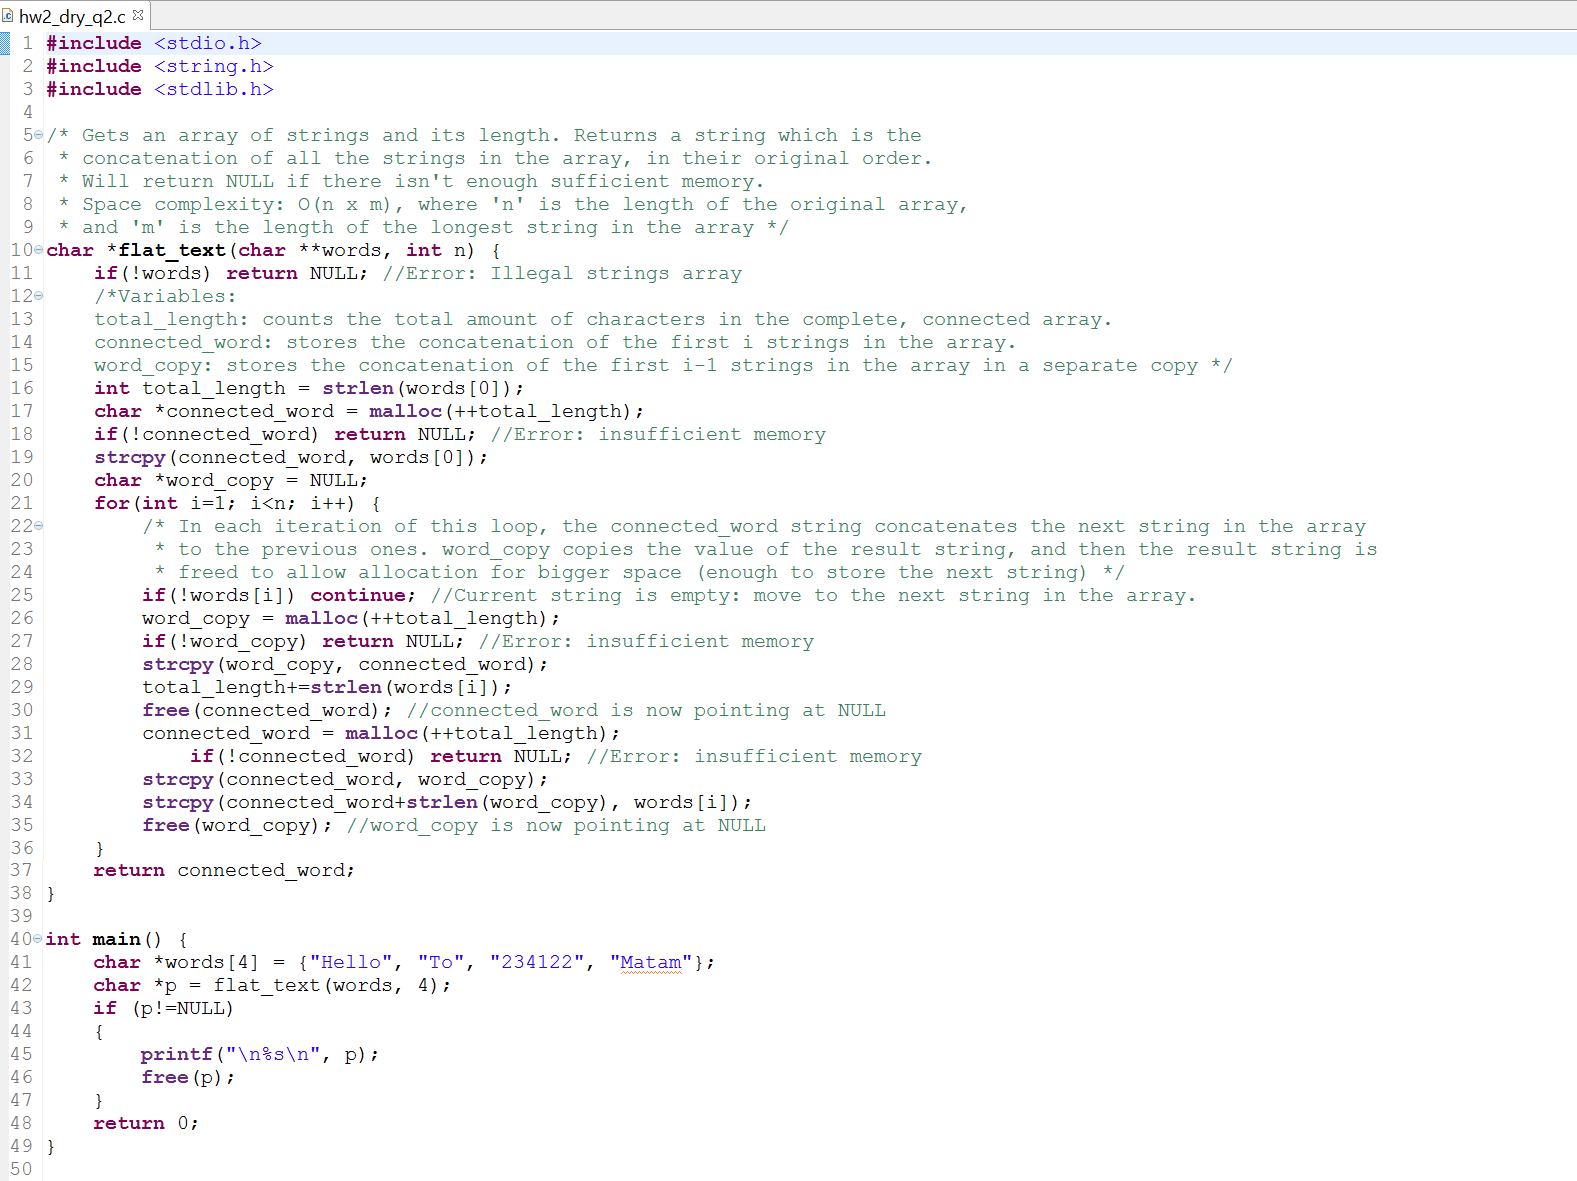 hw2_dry_q2.c
1 #include <stdio.h>
2 #include <string.h>
3 #include <stdlib.h>
4
5 /* Gets an array of strings and its length. Returns a string which is the
6  * concatenation of all the strings in the array, in their original order.
7  * Will return NULL if there isn't enough sufficient memory.
8  * Space complexity: O(n x m), where 'n' is the length of the original array,
9  * and 'm' is the length of the longest string in the array */
10 char *flat_text(char **words, int n) {
11     if(!words) return NULL; //Error: Illegal strings array
12     /*Variables:
13     total_length: counts the total amount of characters in the complete, connected array.
14     connected_word: stores the concatenation of the first i strings in the array.
15     word_copy: stores the concatenation of the first i-1 strings in the array in a separate copy */
16     int total_length = strlen(words[0]);
17     char *connected_word = malloc(++total_length);
18     if(!connected_word) return NULL; //Error: insufficient memory
19     strcpy(connected_word, words[0]);
20     char *word_copy = NULL;
21     for(int i=1; i<n; i++) {
22         /* In each iteration of this loop, the connected_word string concatenates the next string in the array
23          * to the previous ones. word_copy copies the value of the result string, and then the result string is
24          * freed to allow allocation for bigger space (enough to store the next string) */
25         if(!words[i]) continue; //Current string is empty: move to the next string in the array.
26         word_copy = malloc(++total_length);
27         if(!word_copy) return NULL; //Error: insufficient memory
28         strcpy(word_copy, connected_word);
29         total_length+=strlen(words[i]);
30         free(connected_word); //connected_word is now pointing at NULL
31         connected_word = malloc(++total_length);
32             if(!connected_word) return NULL; //Error: insufficient memory
33         strcpy(connected_word, word_copy);
34         strcpy(connected_word+strlen(word_copy), words[i]);
35         free(word_copy); //word_copy is now pointing at NULL
36     }
37     return connected_word;
38 }
39
40 int main() {
41     char *words[4] = {"Hello", "To", "234122", "Matam"};
42     char *p = flat_text(words, 4);
43     if (p!=NULL)
44     {
45         printf("\n%s\n", p);
46         free(p);
47     }
48     return 0;
49 }
50